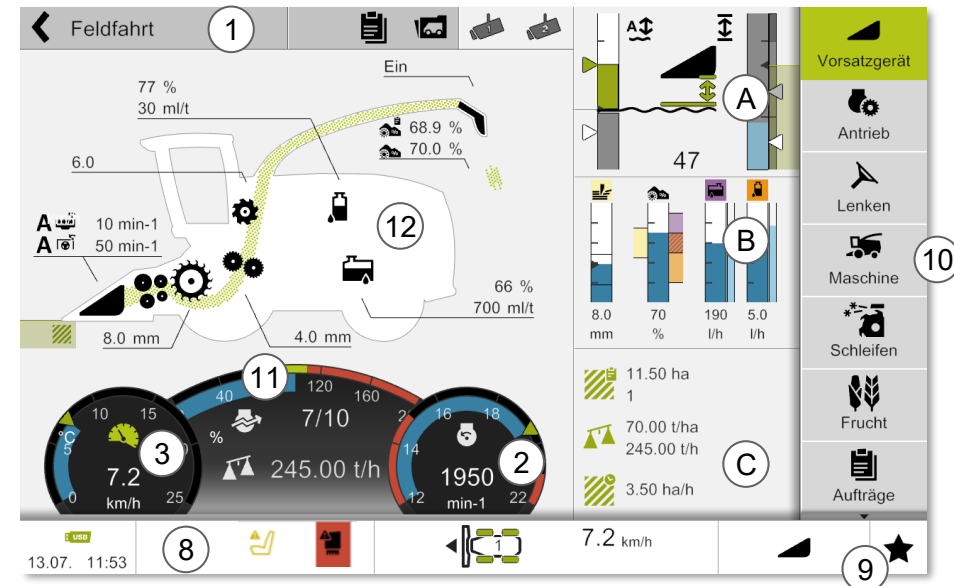 Feldfahrt
1
1
2
Ein
77 %
30 ml/t
68.9 %
70.0 %
6.0
A 10 min-1
A 50 min-1
12
66 %
700 ml/t
8.0 mm
4.0 mm
A
A
47
B
8.0
mm
70
%
190
l/h
5.0
l/h
11.50 ha
1
70.00 t/ha
245.00 t/h
C
3.50 ha/h
Vorsatzgerät
Antrieb
Lenken
Maschine
10
Schleifen
Frucht
Aufträge
11
40
120
160
%
7/10
245.00 t/h
°C
0
5
10
15
25
3
7.2
km/h
12
14
16
18
22
2
1950
min-1
USB
13.07. 11:53
8
1
7.2 km/h
9